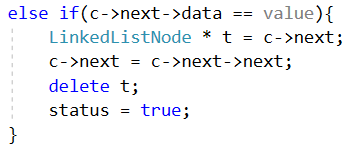 else if(c->next->data == value){
LinkedListNode * t = c->next;
c->next = c->next->next;
delete t;
status = true;
}